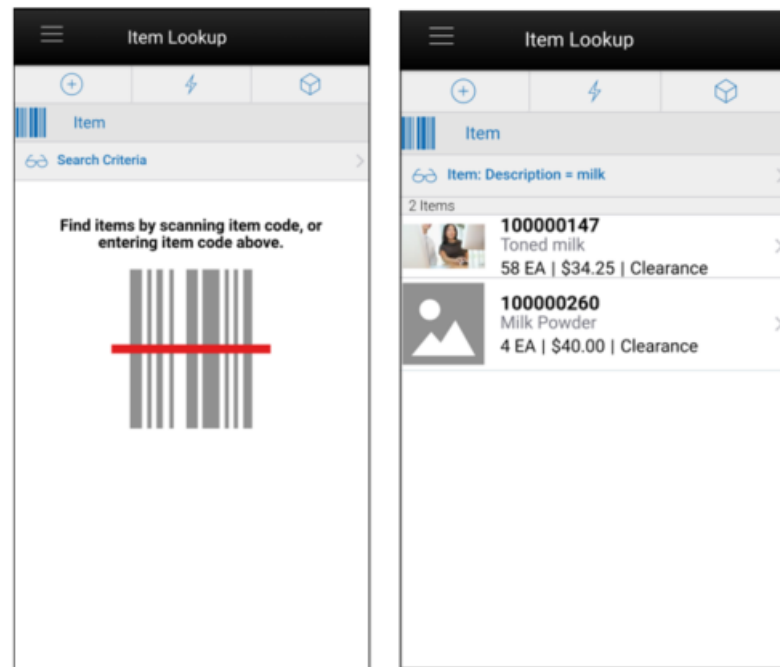 Item Lookup
Item
Search Criteria
Find items by scanning item code, or
entering item code above.
Item Lookup
Item
Item: Description = milk
2 Items
100000147
Toned milk
58 EA | $34.25 | Clearance
100000260
Milk Powder
4 EA | $40.00 | Clearance